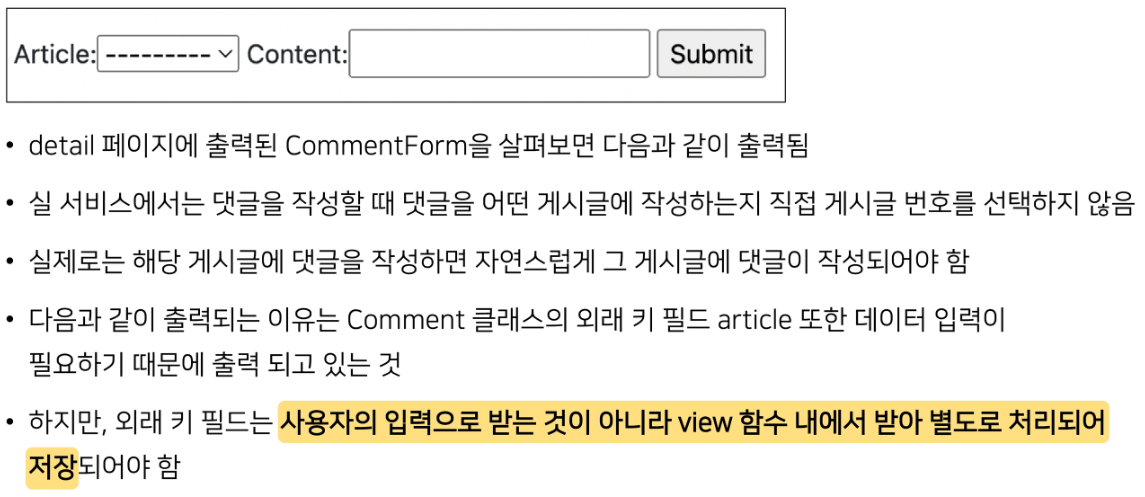 Article: --------- Content: Submit
• detail 페이지에 출력된 CommentForm을 살펴보면 다음과 같이 출력됨
• 실 서비스에서는 댓글을 작성할 때 댓글을 어떤 게시글에 작성하는지 직접 게시글 번호를 선택하지 않음
• 실제로는 해당 게시글에 댓글을 작성하면 자연스럽게 그 게시글에 댓글이 작성되어야 함
• 다음과 같이 출력되는 이유는 Comment 클래스의 외래 키 필드 article 또한 데이터 입력이
필요하기 때문에 출력 되고 있는 것
• 하지만, 외래 키 필드는 사용자의 입력으로 받는 것이 아니라 view 함수 내에서 받아 별도로 처리되어
저장되어야 함